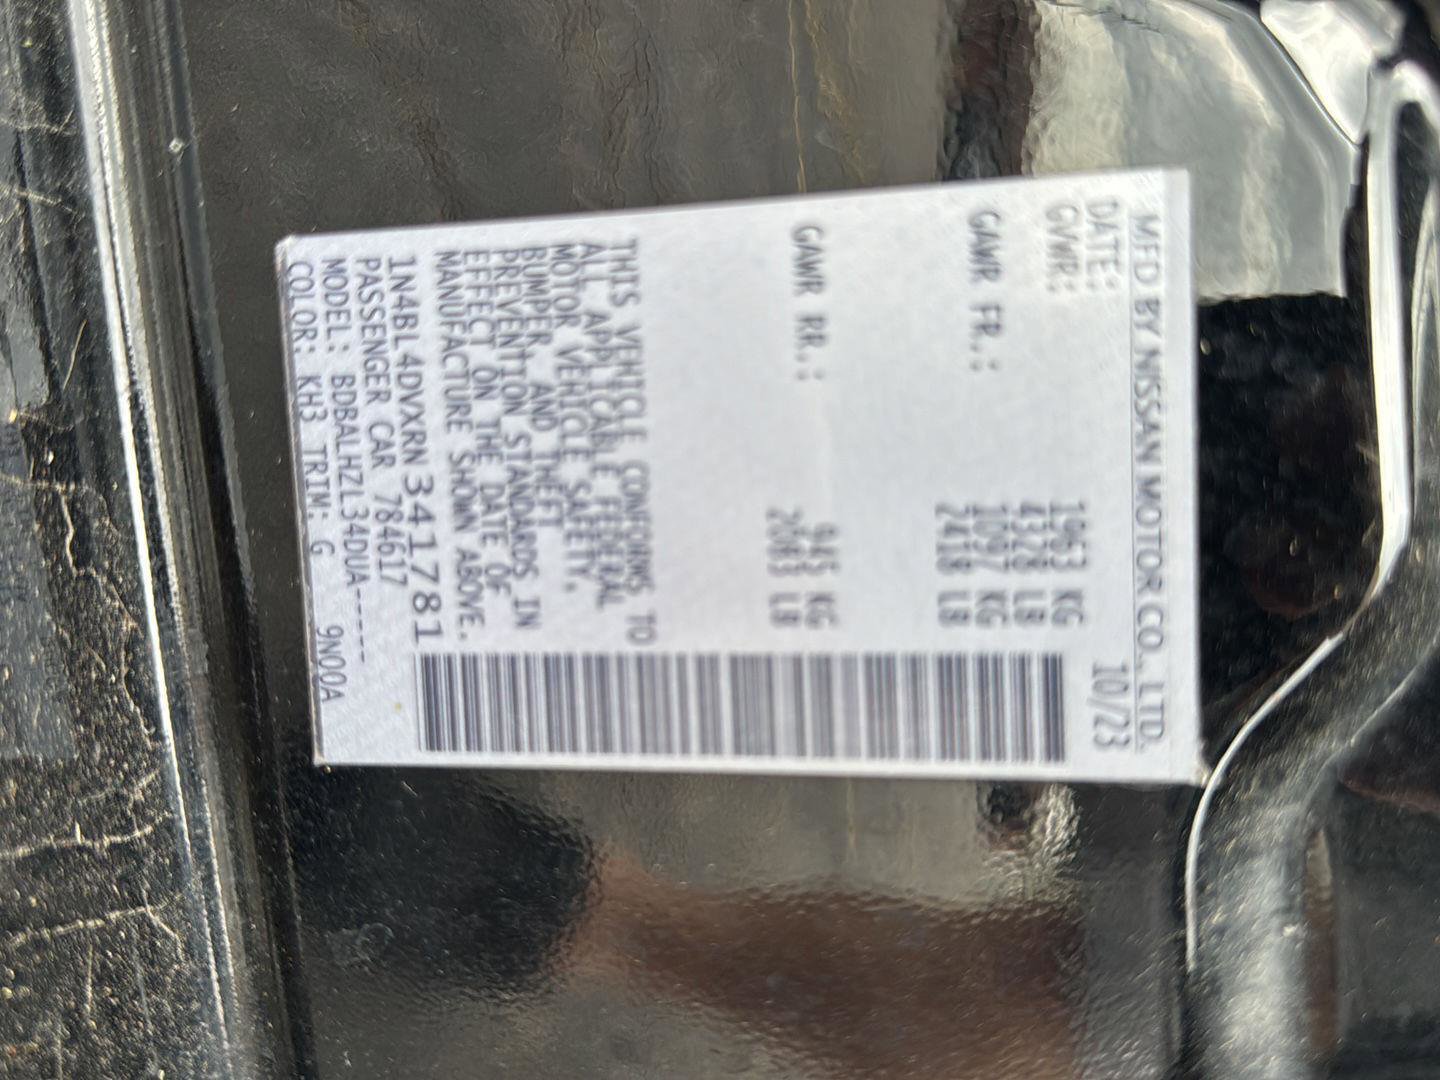 MFD BY NISSAN MOTOR CO., LTD.
DATE: 10/23
GVWR: 1963 KG
4328 LB
GAWR FR.: 1097 KG
2418 LB
GAWR RR.: 945 KG
2083 LB
THIS VEHICLE CONFORMS TO
ALL APPLICABLE FEDERAL
MOTOR VEHICLE SAFETY,
BUMPER, AND THEFT
PREVENTION STANDARDS IN
EFFECT ON THE DATE OF
MANUFACTURE SHOWN ABOVE.
1N4BL4DVXRN341781
PASSENGER CAR 784617
MODEL: BDBALHZL34DUA-----
COLOR: KH3 TRIM: G 9N00A